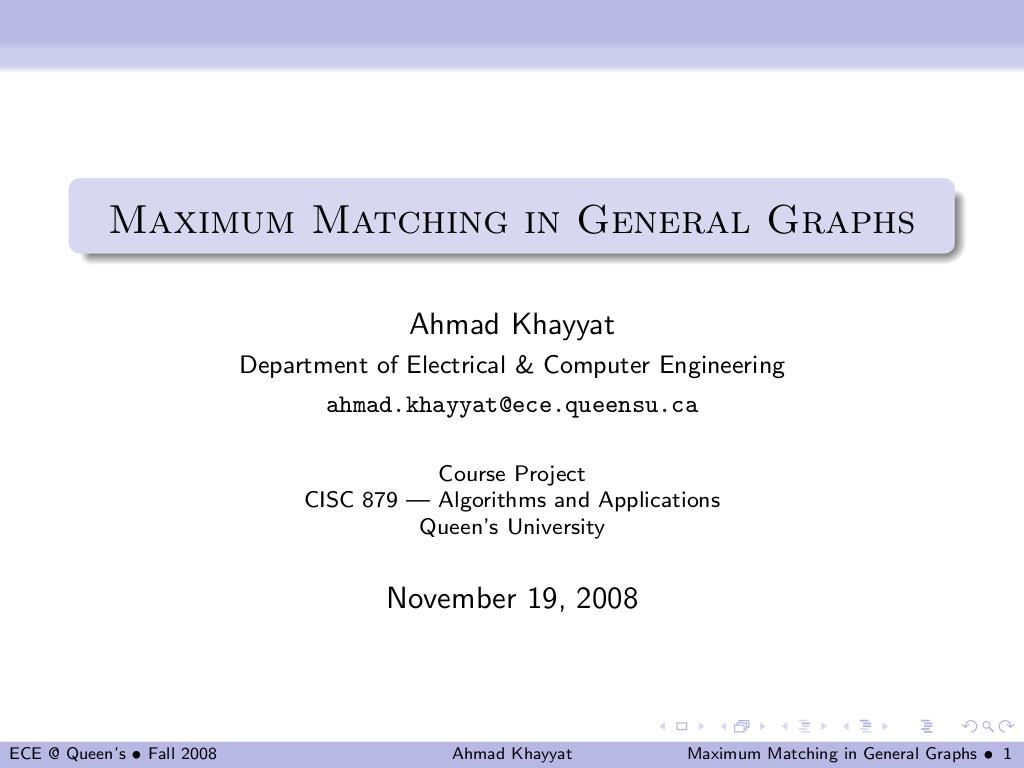 Maximum Matching in General Graphs
Ahmad Khayyat
Department of Electrical & Computer Engineering
ahmad.khayyat@ece.queensu.ca
Course Project
CISC 879 — Algorithms and Applications
Queen's University
November 19, 2008
ECE @ Queen's • Fall 2008
Ahmad Khayyat
Maximum Matching in General Graphs • 1